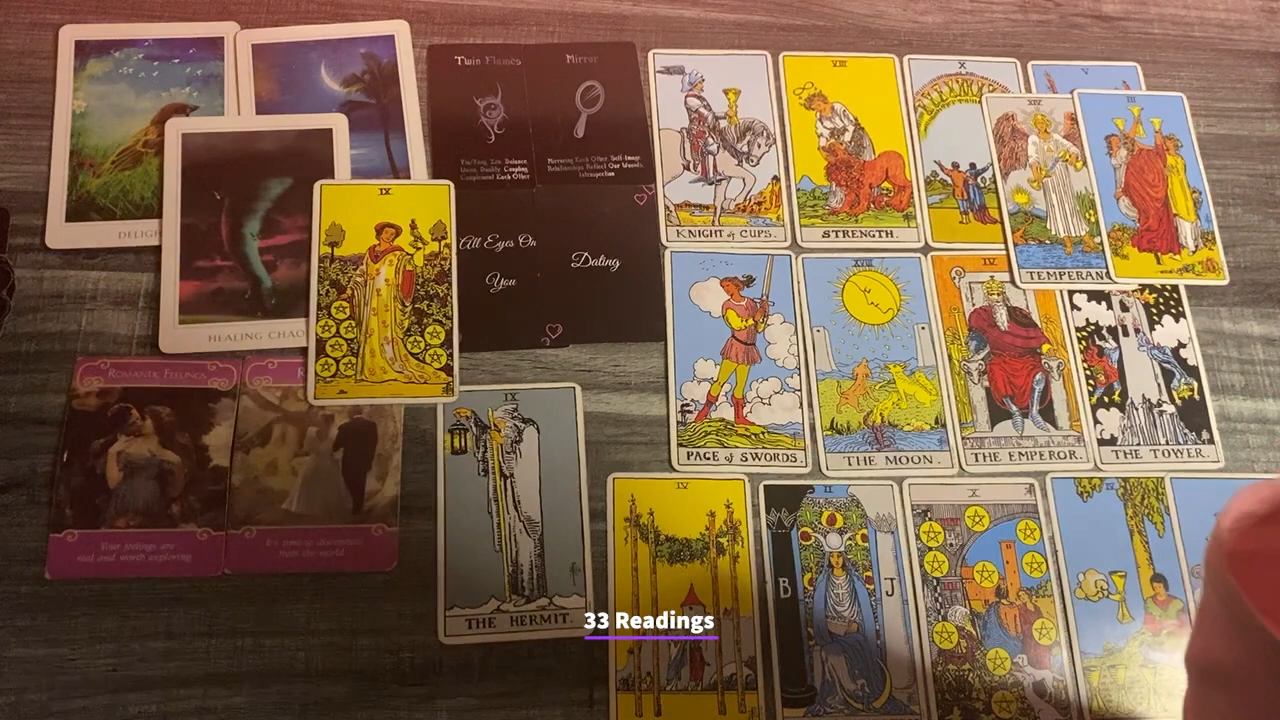 DELIGH
HEALING CHAO
IX
ROMANTIC FEELINGS
Your feelings are
real and worth exploring
R
Twin Flames
Yin/Yang, Zen, Balance
Union, Duality, Coupling,
Complement Each Other
Mirror
Mirroring Each Other, Self-Image,
Relationships Reflect Our Wounds,
Introspection
All Eyes On
You
Dating
IX
THE HERMIT.
KNIGHT of CUPS.
VIII
STRENGTH.
X
V
XIV
TEMPERANC
III
PAGE of SWORDS.
XVIII
THE MOON.
IV
THE EMPEROR.
THE TOWER.
IV
II
B
J
X
IV
33 Readings